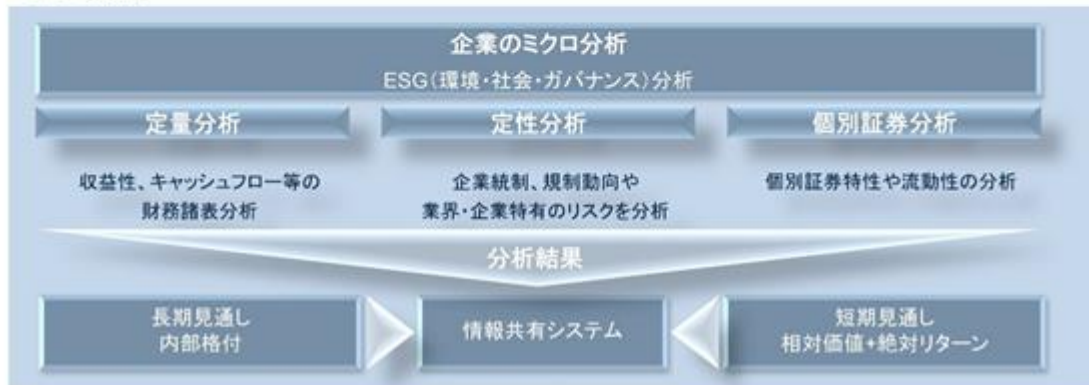 企業のミクロ分析
ESG(環境・社会・ガバナンス)分析
定量分析
定性分析
個別証券分析
収益性、キャッシュフロー等の
財務諸表分析
企業統制、規制動向や
業界・企業特有のリスクを分析
個別証券特性や流動性の分析
分析結果
長期見通し
内部格付
情報共有システム
短期見通し
相対価値+絶対リターン